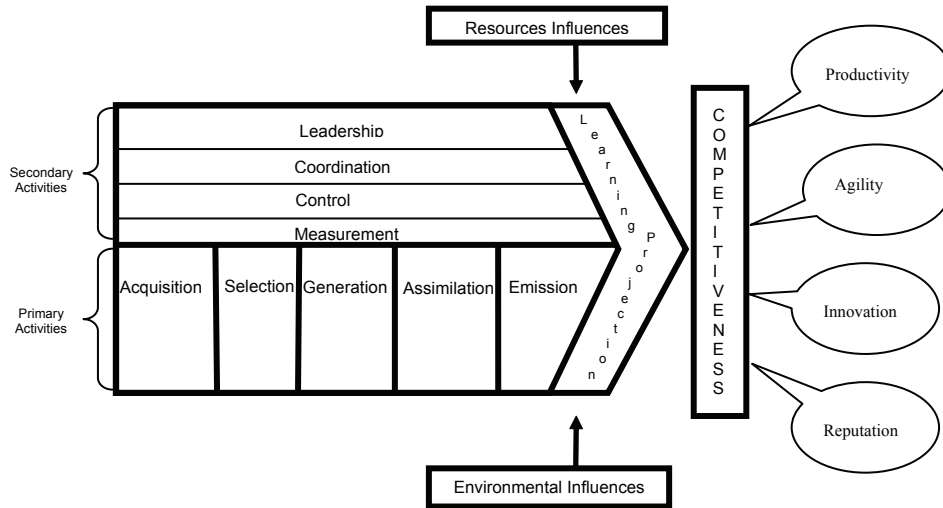 Resources Influences
Productivity
Learning Projection
COMPETITIVENESS
Leadership
Secondary
Activities
Coordination
Agility
Control
Measurement
Acquisition
Selection
Generation
Assimilation
Emission
Primary
Activities
Innovation
Reputation
Environmental Influences